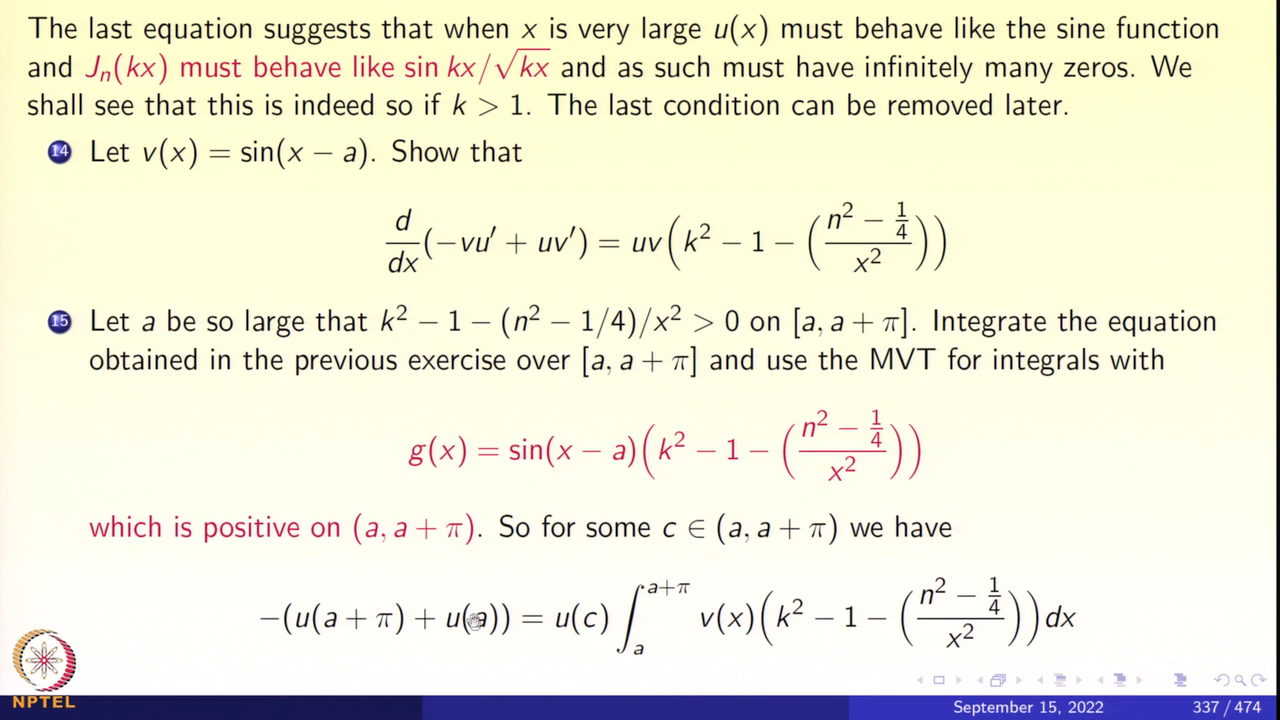 The last equation suggests that when x is very large u(x) must behave like the sine function
and Jₙ(kx) must behave like sin kx/√kx and as such must have infinitely many zeros. We
shall see that this is indeed so if k > 1. The last condition can be removed later.
14 Let v(x) = sin(x − a). Show that
d/dx(−vu′ + uv′) = uv(k² − 1 − ((n² − 1/4)/x²))
15 Let a be so large that k² − 1 − (n² − 1/4)/x² > 0 on [a, a + π]. Integrate the equation
obtained in the previous exercise over [a, a + π] and use the MVT for integrals with
g(x) = sin(x − a)(k² − 1 − ((n² − 1/4)/x²))
which is positive on (a, a + π). So for some c ∈ (a, a + π) we have
−(u(a + π) + u(a)) = u(c) ∫ₐ^{a+π} v(x)(k² − 1 − ((n² − 1/4)/x²))dx
NPTEL
September 15, 2022 337 / 474